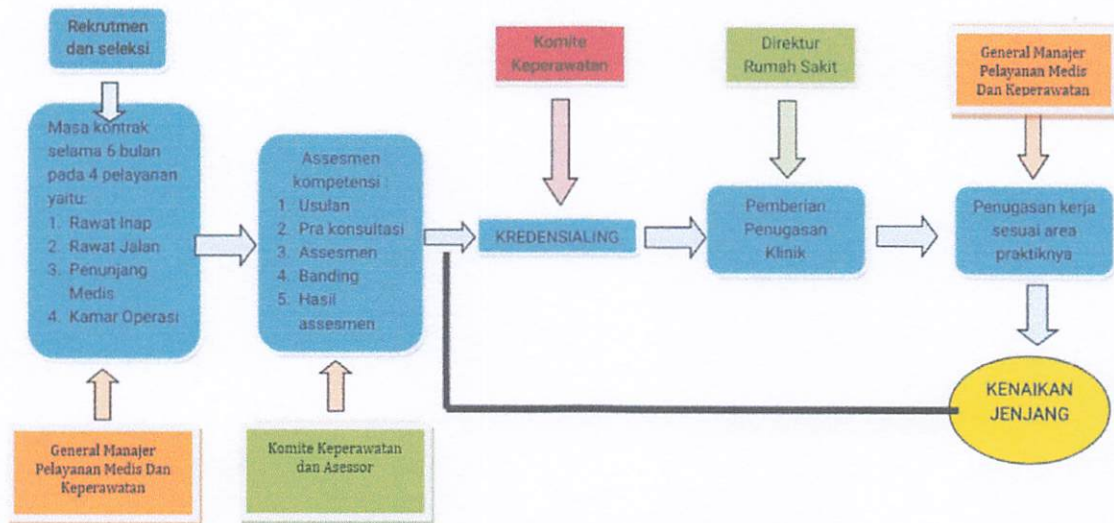 Rekrutmen
dan seleksi
Masa kontrak
selama 6 bulan
pada 4 pelayanan
yaitu:
1. Rawat Inap
2. Rawat Jalan
3. Penunjang
Medis
4. Kamar Operasi
General Manajer
Pelayanan Medis Dan
Keperawatan
Assesmen
kompetensi :
1. Usulan
2. Pra konsultasi
3. Assesmen
4. Banding
5. Hasil
assesmen
Komite Keperawatan
dan Asessor
Komite
Keperawatan
KREDENSIALING
Direktur
Rumah Sakit
Pemberian
Penugasan
Klinik
General Manajer
Pelayanan Medis
Dan Keperawatan
Penugasan kerja
sesuai area
praktiknya
KENAIKAN
JENJANG